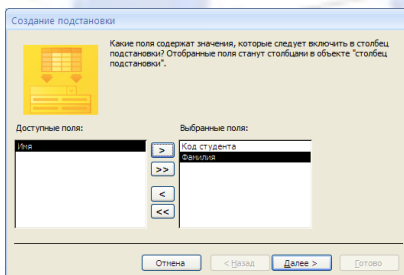 Создание подстановки
Какие поля содержат значения, которые следует включить в столбец
подстановки? Отобранные поля станут столбцами в объекте "столбец
подстановки".
Доступные поля:
Выбранные поля:
Имя
Код студента
Фамилия
>
>>
<
<<
Отмена
< Назад
Далее >
Готово